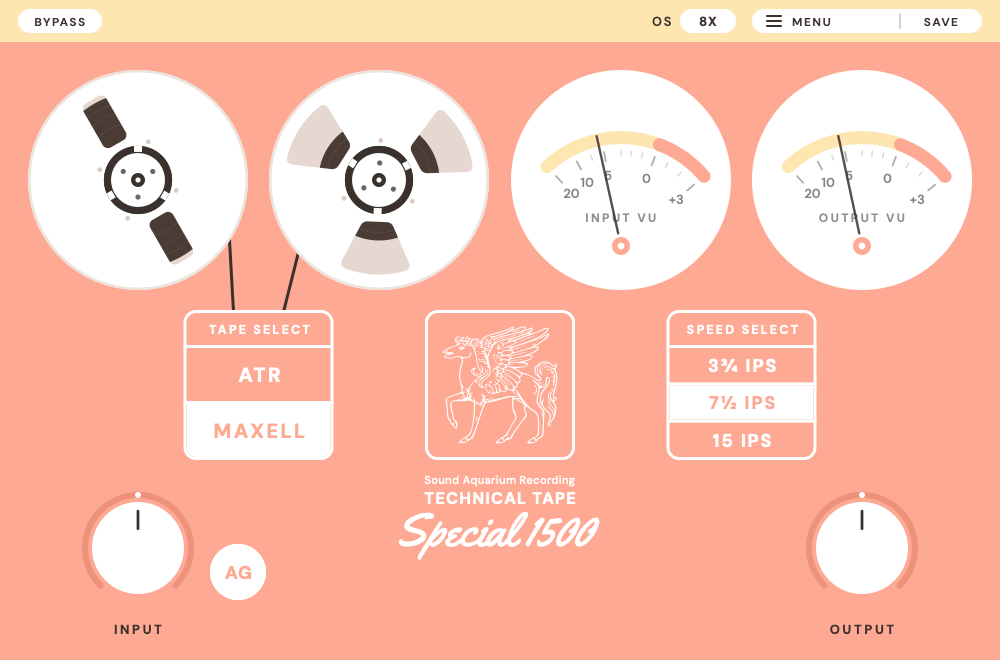 BYPASS
OS 8X
MENU
SAVE
20 10 5 0 +3
INPUT VU
20 10 5 0 +3
OUTPUT VU
TAPE SELECT
ATR
MAXELL
SPEED SELECT
3¾ IPS
7½ IPS
15 IPS
Sound Aquarium Recording
TECHNICAL TAPE
Special 1500
AG
INPUT
OUTPUT